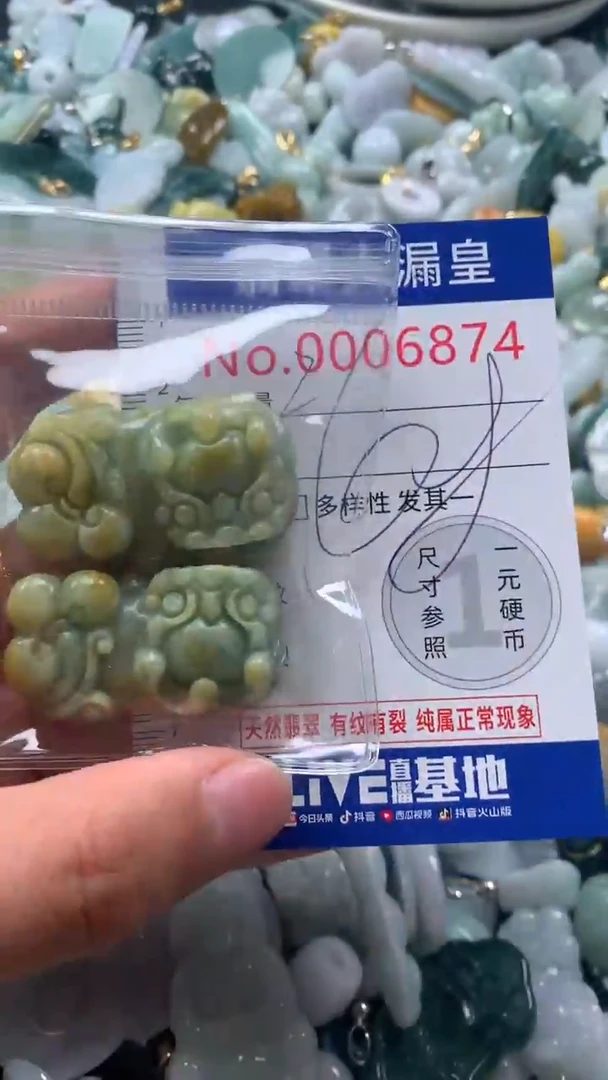 漏皇
No.0006874
多样性 发其一
尺寸参照
一元硬币
1
天然翡翠 有纹有裂 纯属正常现象
LIVE直播基地
今日头条 抖音 西瓜视频 抖音火山版